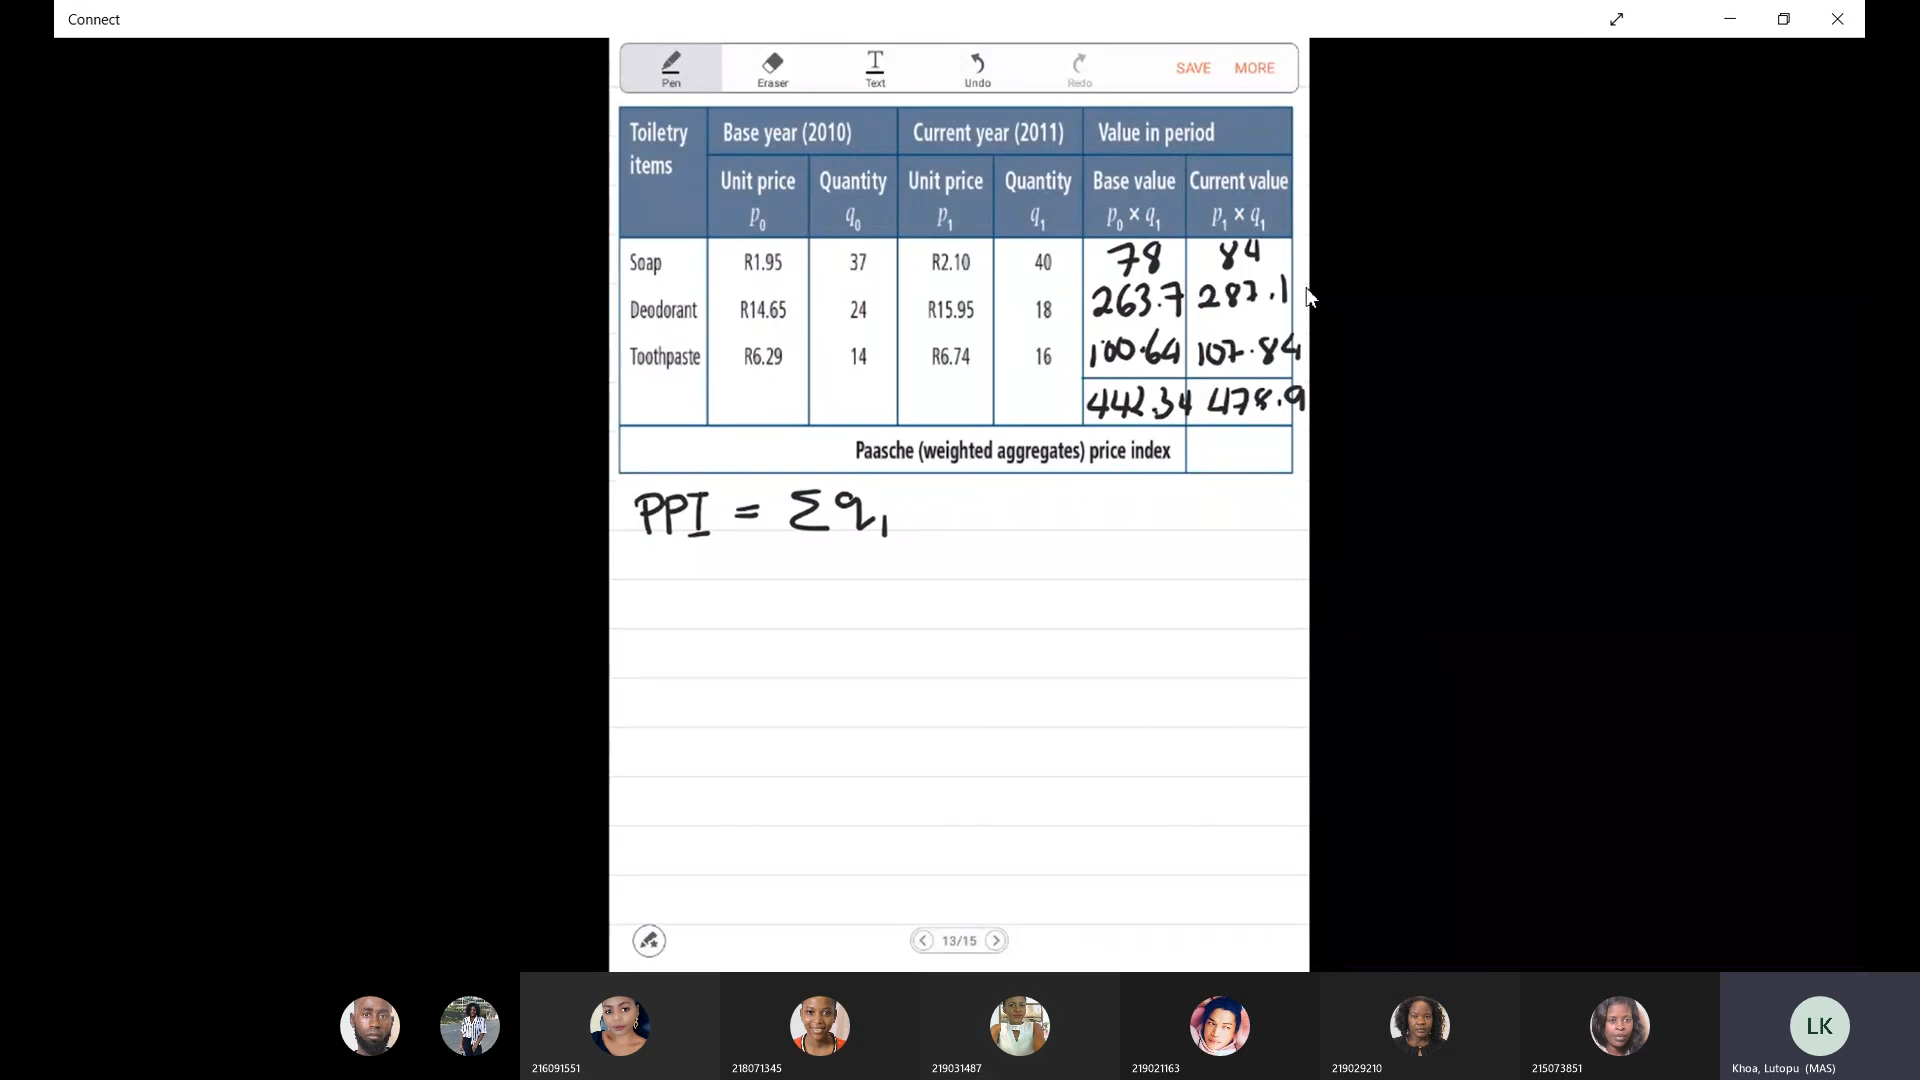 Connect
Pen Eraser Text Undo Redo SAVE MORE
Toiletry items Base year (2010) Current year (2011) Value in period
Unit price p₀ Quantity q₀ Unit price p₁ Quantity q₁ Base value p₀ × q₁ Current value p₁ × q₁
Soap R1.95 37 R2.10 40 78 84
Deodorant R14.65 24 R15.95 18 263.7 287.1
Toothpaste R6.29 14 R6.74 16 100.64 107.84
442.34 478.9
Paasche (weighted aggregates) price index
PPI = Σq₁
13/15
216091551 218071345 219031487 219021163 219029210 215073851 Khoa, Lutopu (MAS)
LK